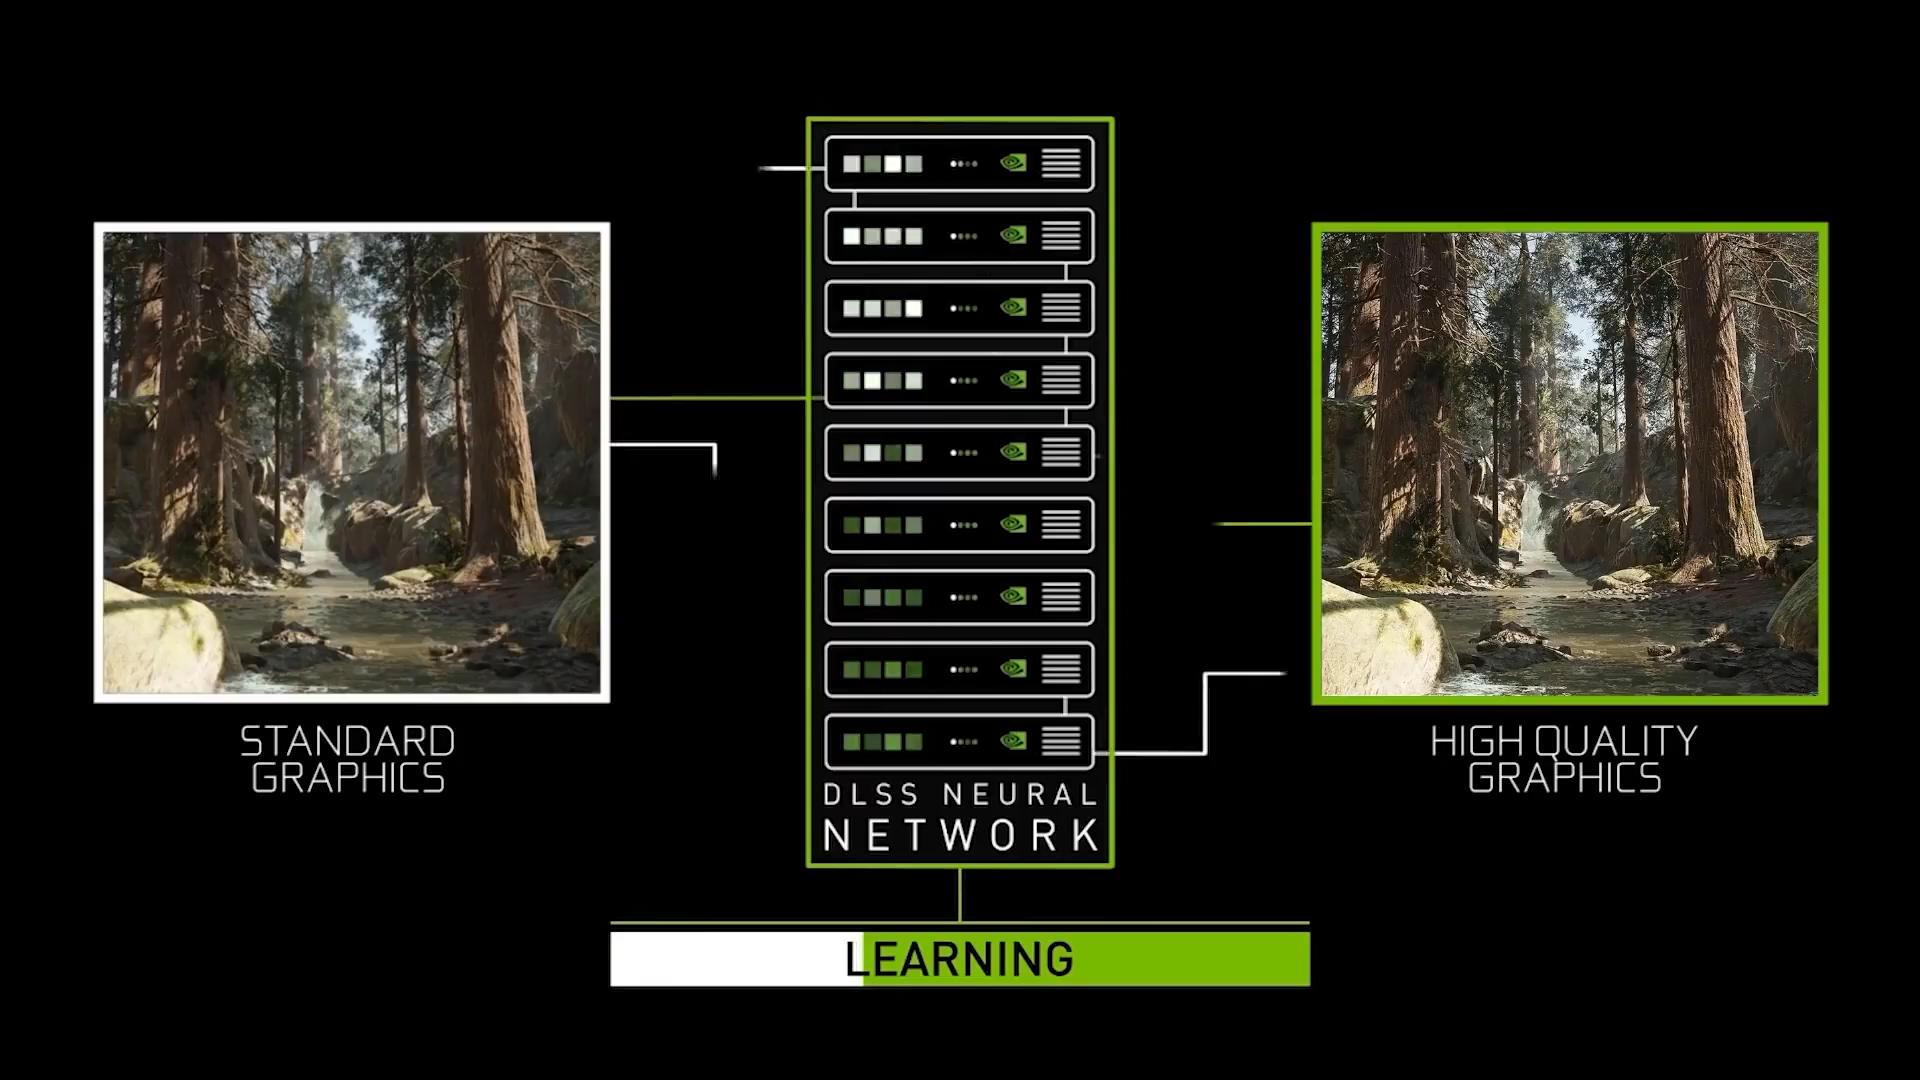 STANDARD
GRAPHICS
DLSS NEURAL
NETWORK
HIGH QUALITY
GRAPHICS
LEARNING